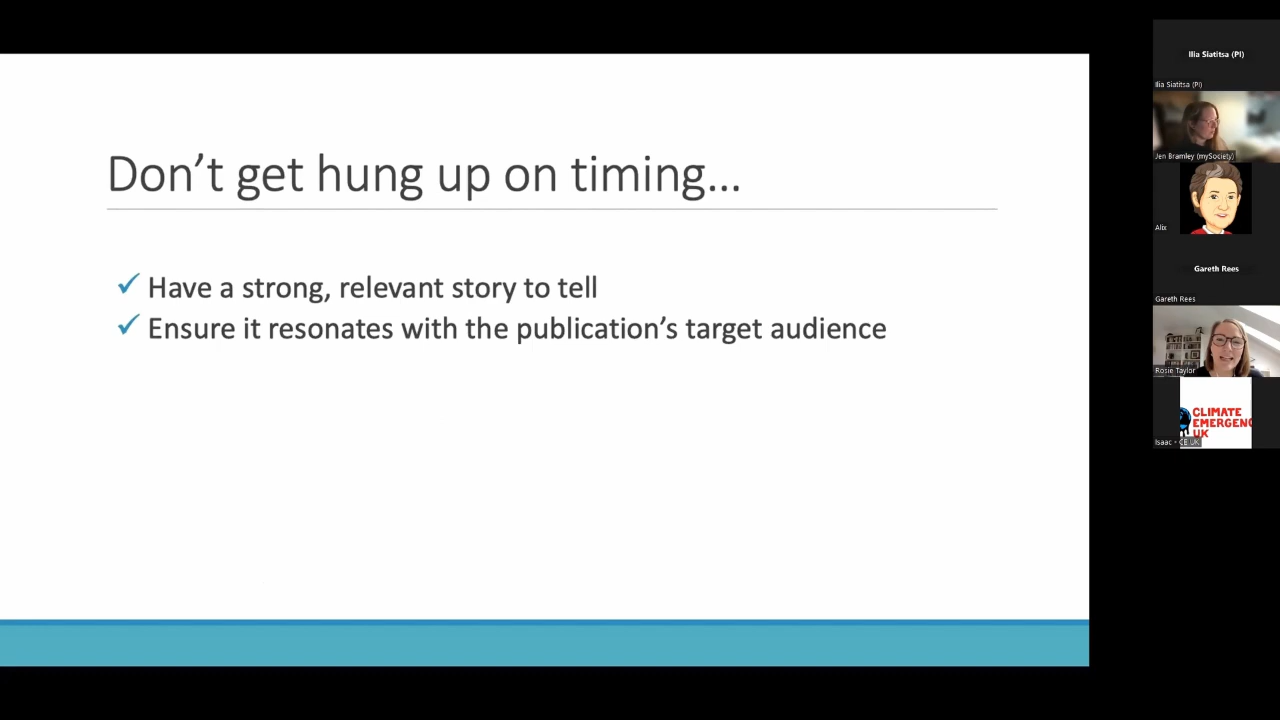 Don't get hung up on timing...
✓ Have a strong, relevant story to tell
✓ Ensure it resonates with the publication's target audience
Ilia Siatitsa (PI)
Ilia Siatitsa (PI)
Jen Bramley (mySociety)
Alix
Gareth Rees
Gareth Rees
Rosie Taylor
CLIMATE
EMERGENC
UK
Isaac - CE UK